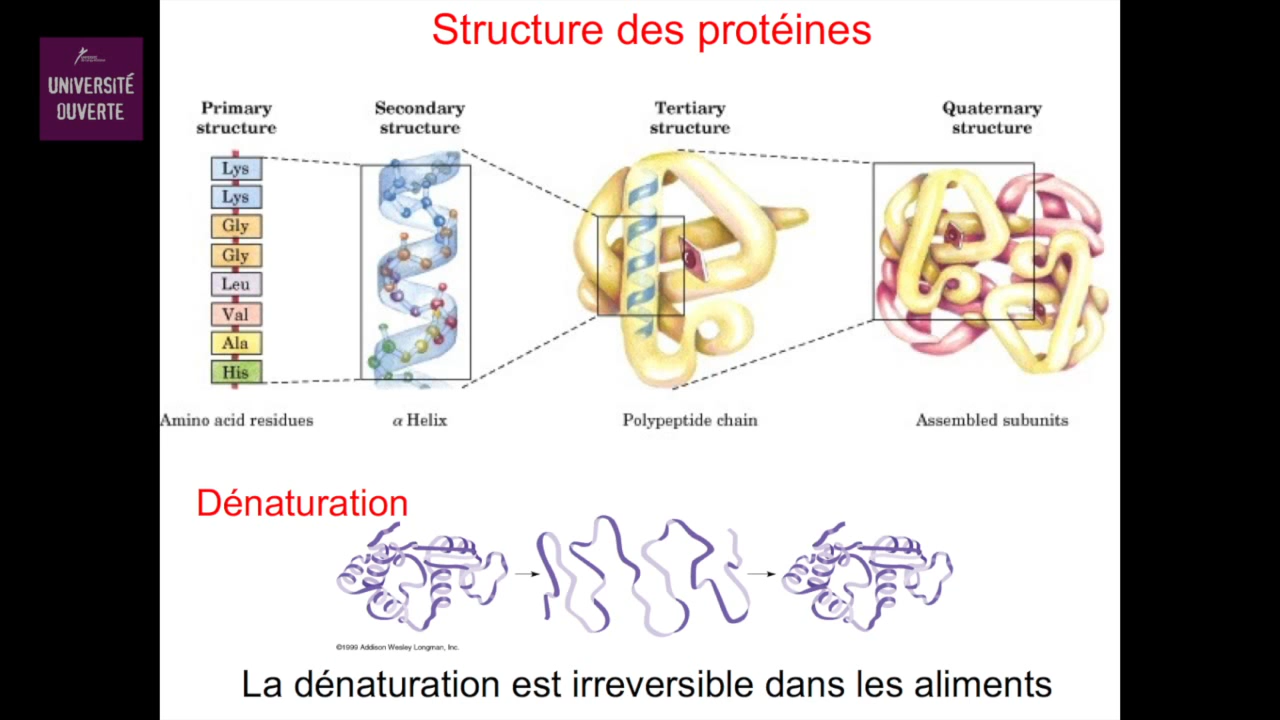 Structure des protéines
UNIVERSITÉ
OUVERTE
Primary
structure
Secondary
structure
Tertiary
structure
Quaternary
structure
Lys
Lys
Gly
Gly
Leu
Val
Ala
His
Amino acid residues
α Helix
Polypeptide chain
Assembled subunits
Dénaturation
©1999 Addison Wesley Longman, Inc.
La dénaturation est irreversible dans les aliments